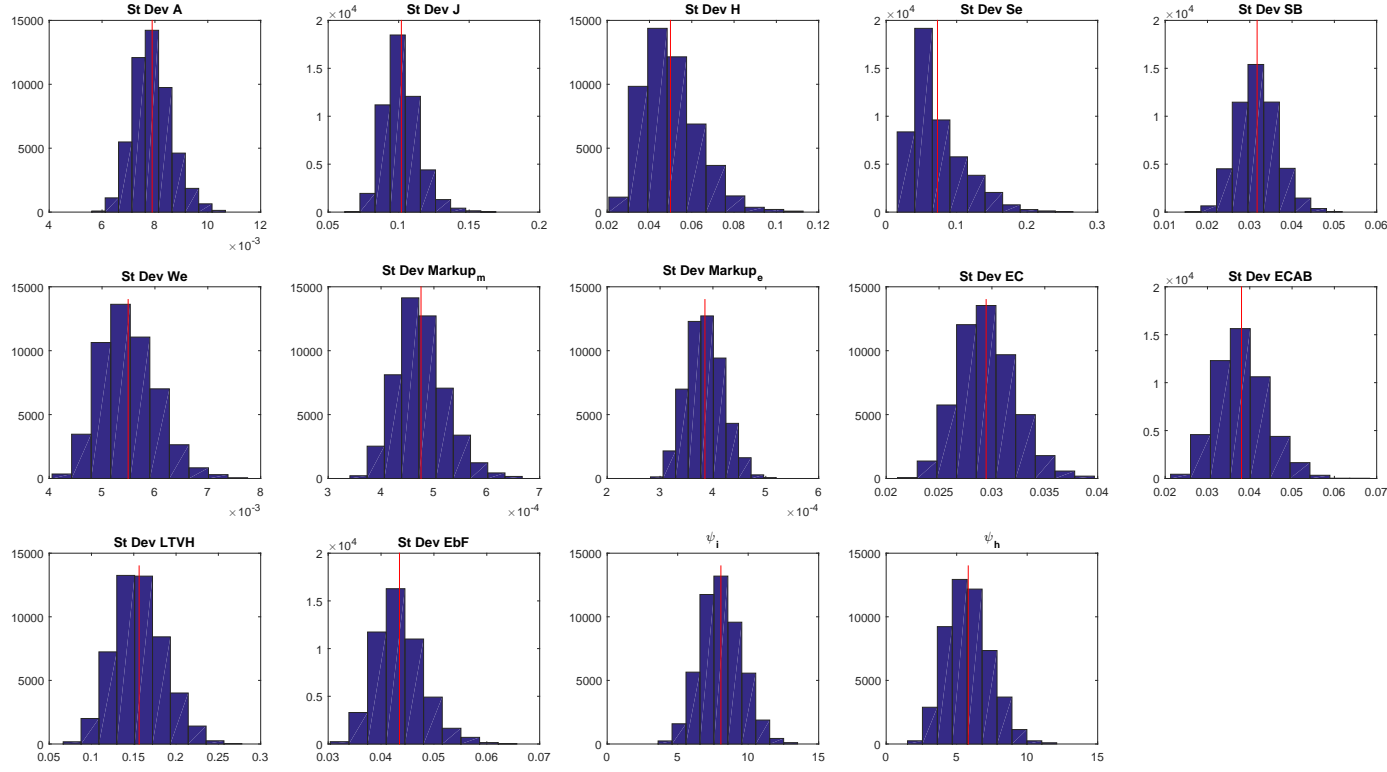 St Dev A
15000
10000
5000
0
4 6 8 10 12
×10⁻³
St Dev J
×10⁴
2
1.5
1
0.5
0
0.05 0.1 0.15 0.2
St Dev H
15000
10000
5000
0
0.02 0.04 0.06 0.08 0.10 0.12
St Dev Se
×10⁴
2
1.5
1
0.5
0
0 0.1 0.2 0.3
St Dev SB
×10⁴
2
1.5
1
0.5
0
0.01 0.02 0.03 0.04 0.05 0.06
St Dev We
15000
10000
5000
0
4 5 6 7 8
×10⁻³
St Dev Markup_m
15000
10000
5000
0
3 4 5 6 7
×10⁻⁴
St Dev Markup_e
15000
10000
5000
0
2 3 4 5 6
×10⁻⁴
St Dev EC
15000
10000
5000
0
0.02 0.025 0.03 0.035 0.04
St Dev ECAB
×10⁴
2
1.5
1
0.5
0
0.02 0.03 0.04 0.05 0.06 0.07
St Dev LTVH
15000
10000
5000
0
0.05 0.1 0.15 0.2 0.25 0.3
St Dev EbF
×10⁴
2
1.5
1
0.5
0
0.03 0.04 0.05 0.06 0.07
ψ_i
15000
10000
5000
0
0 5 10 15
ψ_h
15000
10000
5000
0
0 5 10 15